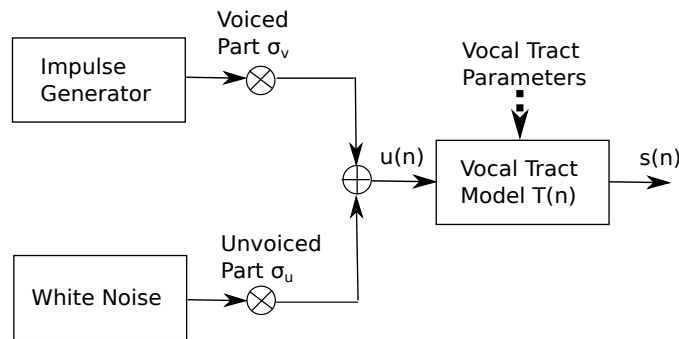 Voiced
Part σv
Impulse
Generator
Vocal Tract
Parameters
u(n)
Vocal Tract
Model T(n)
s(n)
Unvoiced
Part σu
White Noise